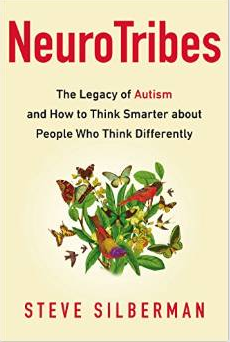 NeuroTribes
The Legacy of Autism
and How to Think Smarter about
People Who Think Differently
STEVE SILBERMAN